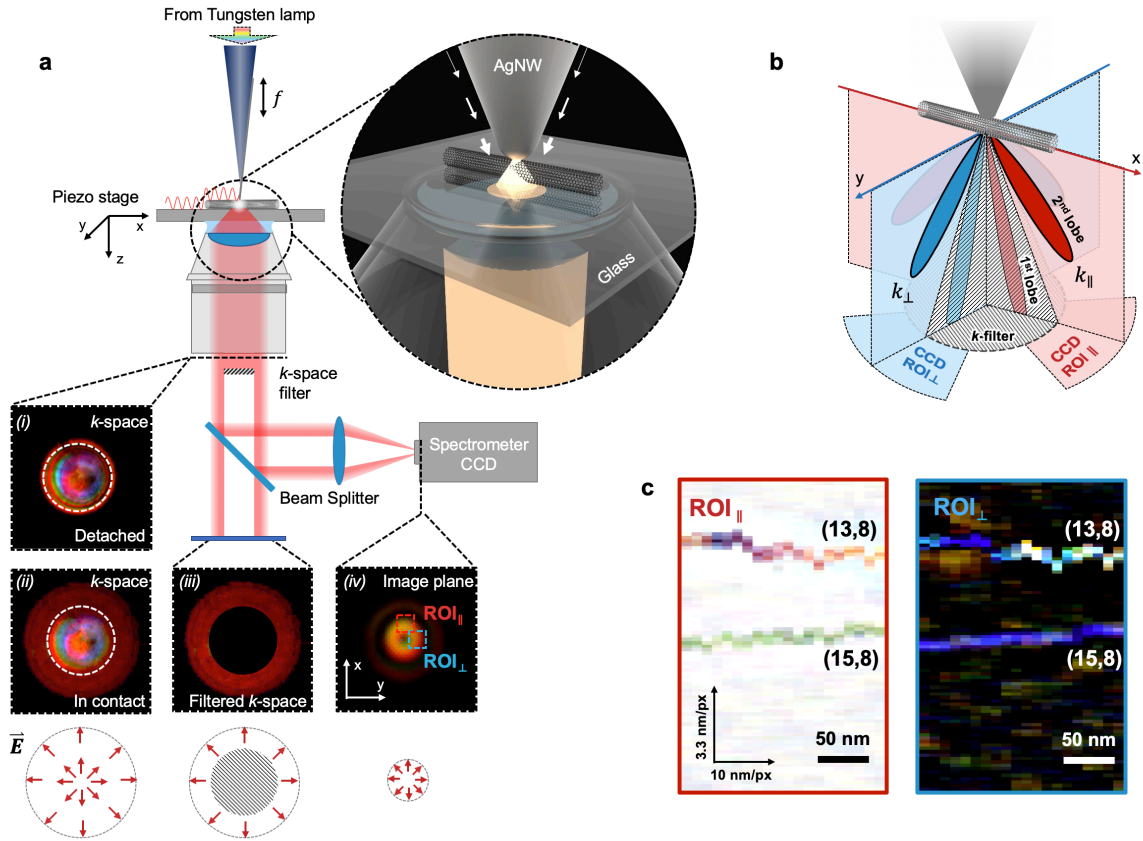 From Tungsten lamp
a
f
AgNW
Glass
Piezo stage
y
x
z
k-space
filter
(i)
k-space
Detached
Spectrometer
CCD
Beam Splitter
(ii)
k-space
In contact
(iii)
Filtered k-space
(iv)
Image plane
ROI∥
ROI⊥
x
y
E
b
x
y
2nd lobe
1st lobe
k⊥
k∥
k-filter
CCD
ROI⊥
CCD
ROI ∥
c
ROI∥
(13,8)
(15,8)
3.3 nm/px
10 nm/px
50 nm
ROI⊥
(13,8)
(15,8)
50 nm